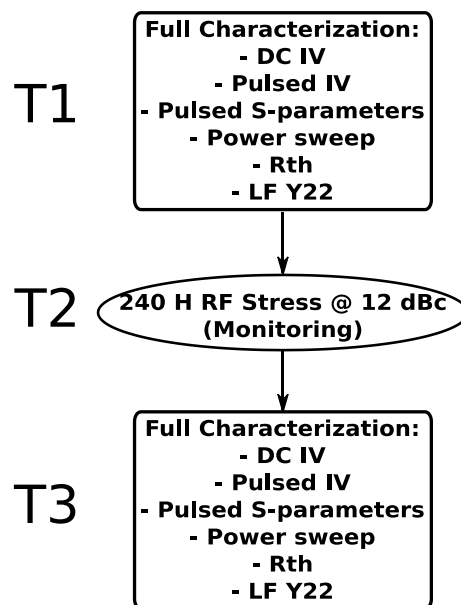 T1
Full Characterization:
- DC IV
- Pulsed IV
- Pulsed S-parameters
- Power sweep
- Rth
- LF Y22
T2
240 H RF Stress @ 12 dBc
(Monitoring)
T3
Full Characterization:
- DC IV
- Pulsed IV
- Pulsed S-parameters
- Power sweep
- Rth
- LF Y22